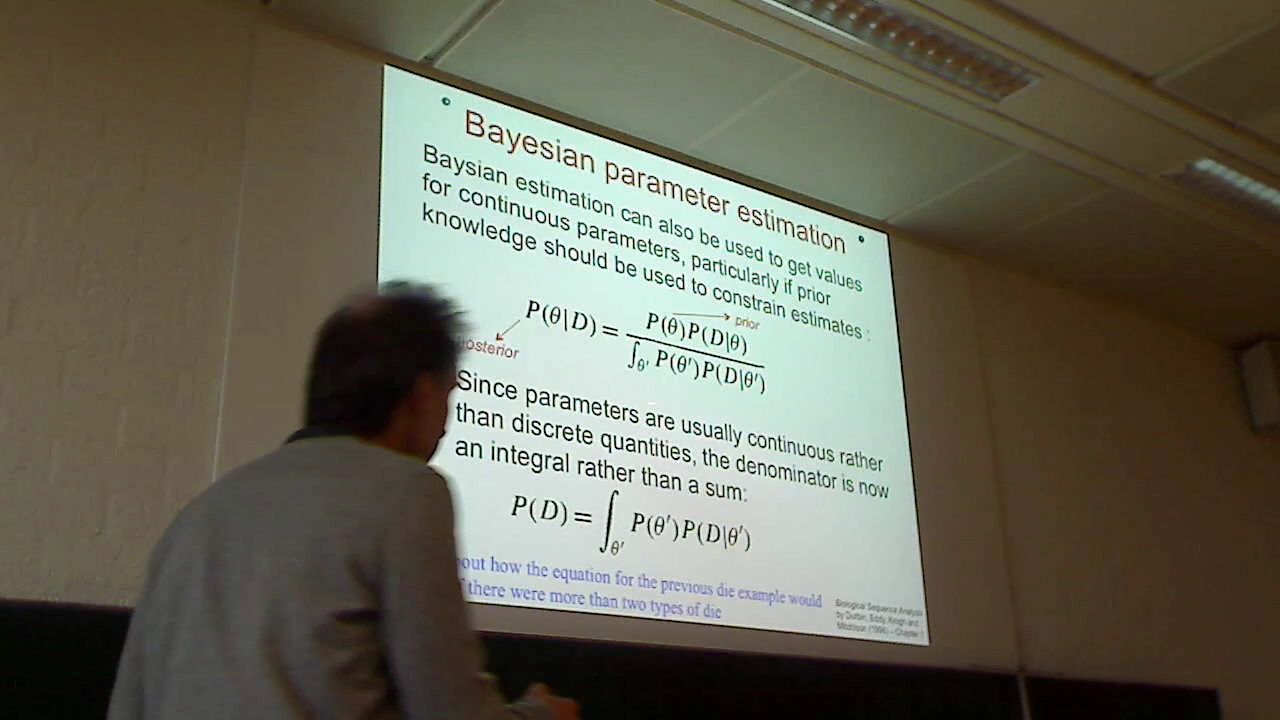 • Bayesian parameter estimation •
Baysian estimation can also be used to get values
for continuous parameters, particularly if prior
knowledge should be used to constrain estimates :
P(θ|D) = P(θ)P(D|θ) / ∫θ' P(θ')P(D|θ')
prior
osterior
Since parameters are usually continuous rather
than discrete quantities, the denominator is now
an integral rather than a sum:
P(D) = ∫θ' P(θ')P(D|θ')
out how the equation for the previous die example would
there were more than two types of die
Biological Sequence Analysis
by Durbin, Eddy, Krogh and
Mitchison – Chapter 1